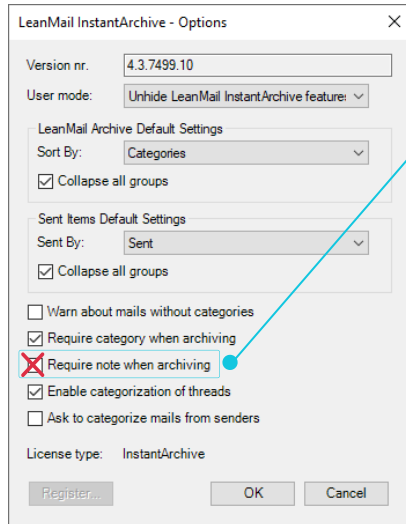 LeanMail InstantArchive - Options
Version nr. 4.3.7499.10
User mode: Unhide LeanMail InstantArchive
LeanMail Archive Default Settings
Sort By: Categories
Collapse all groups
Sent Items Default Settings
Sent By: Sent
Collapse all groups
Warn about mails without categories
Require category when archiving
Require note when archiving
Enable categorization of threads
Ask to categorize mails from senders
License type: InstantArchive
Register...
OK Cancel